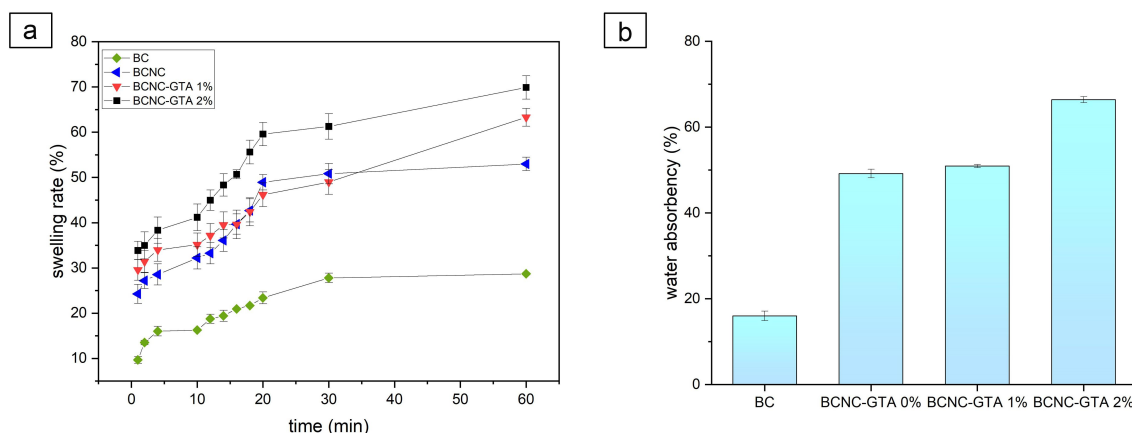 a
80
70
60
50
40
30
20
10
swelling rate (%)
BC
BCNC
BCNC-GTA 1%
BCNC-GTA 2%
0 10 20 30 40 50 60
time (min)
b
80
60
40
20
0
water absorbency (%)
BC BCNC-GTA 0% BCNC-GTA 1% BCNC-GTA 2%